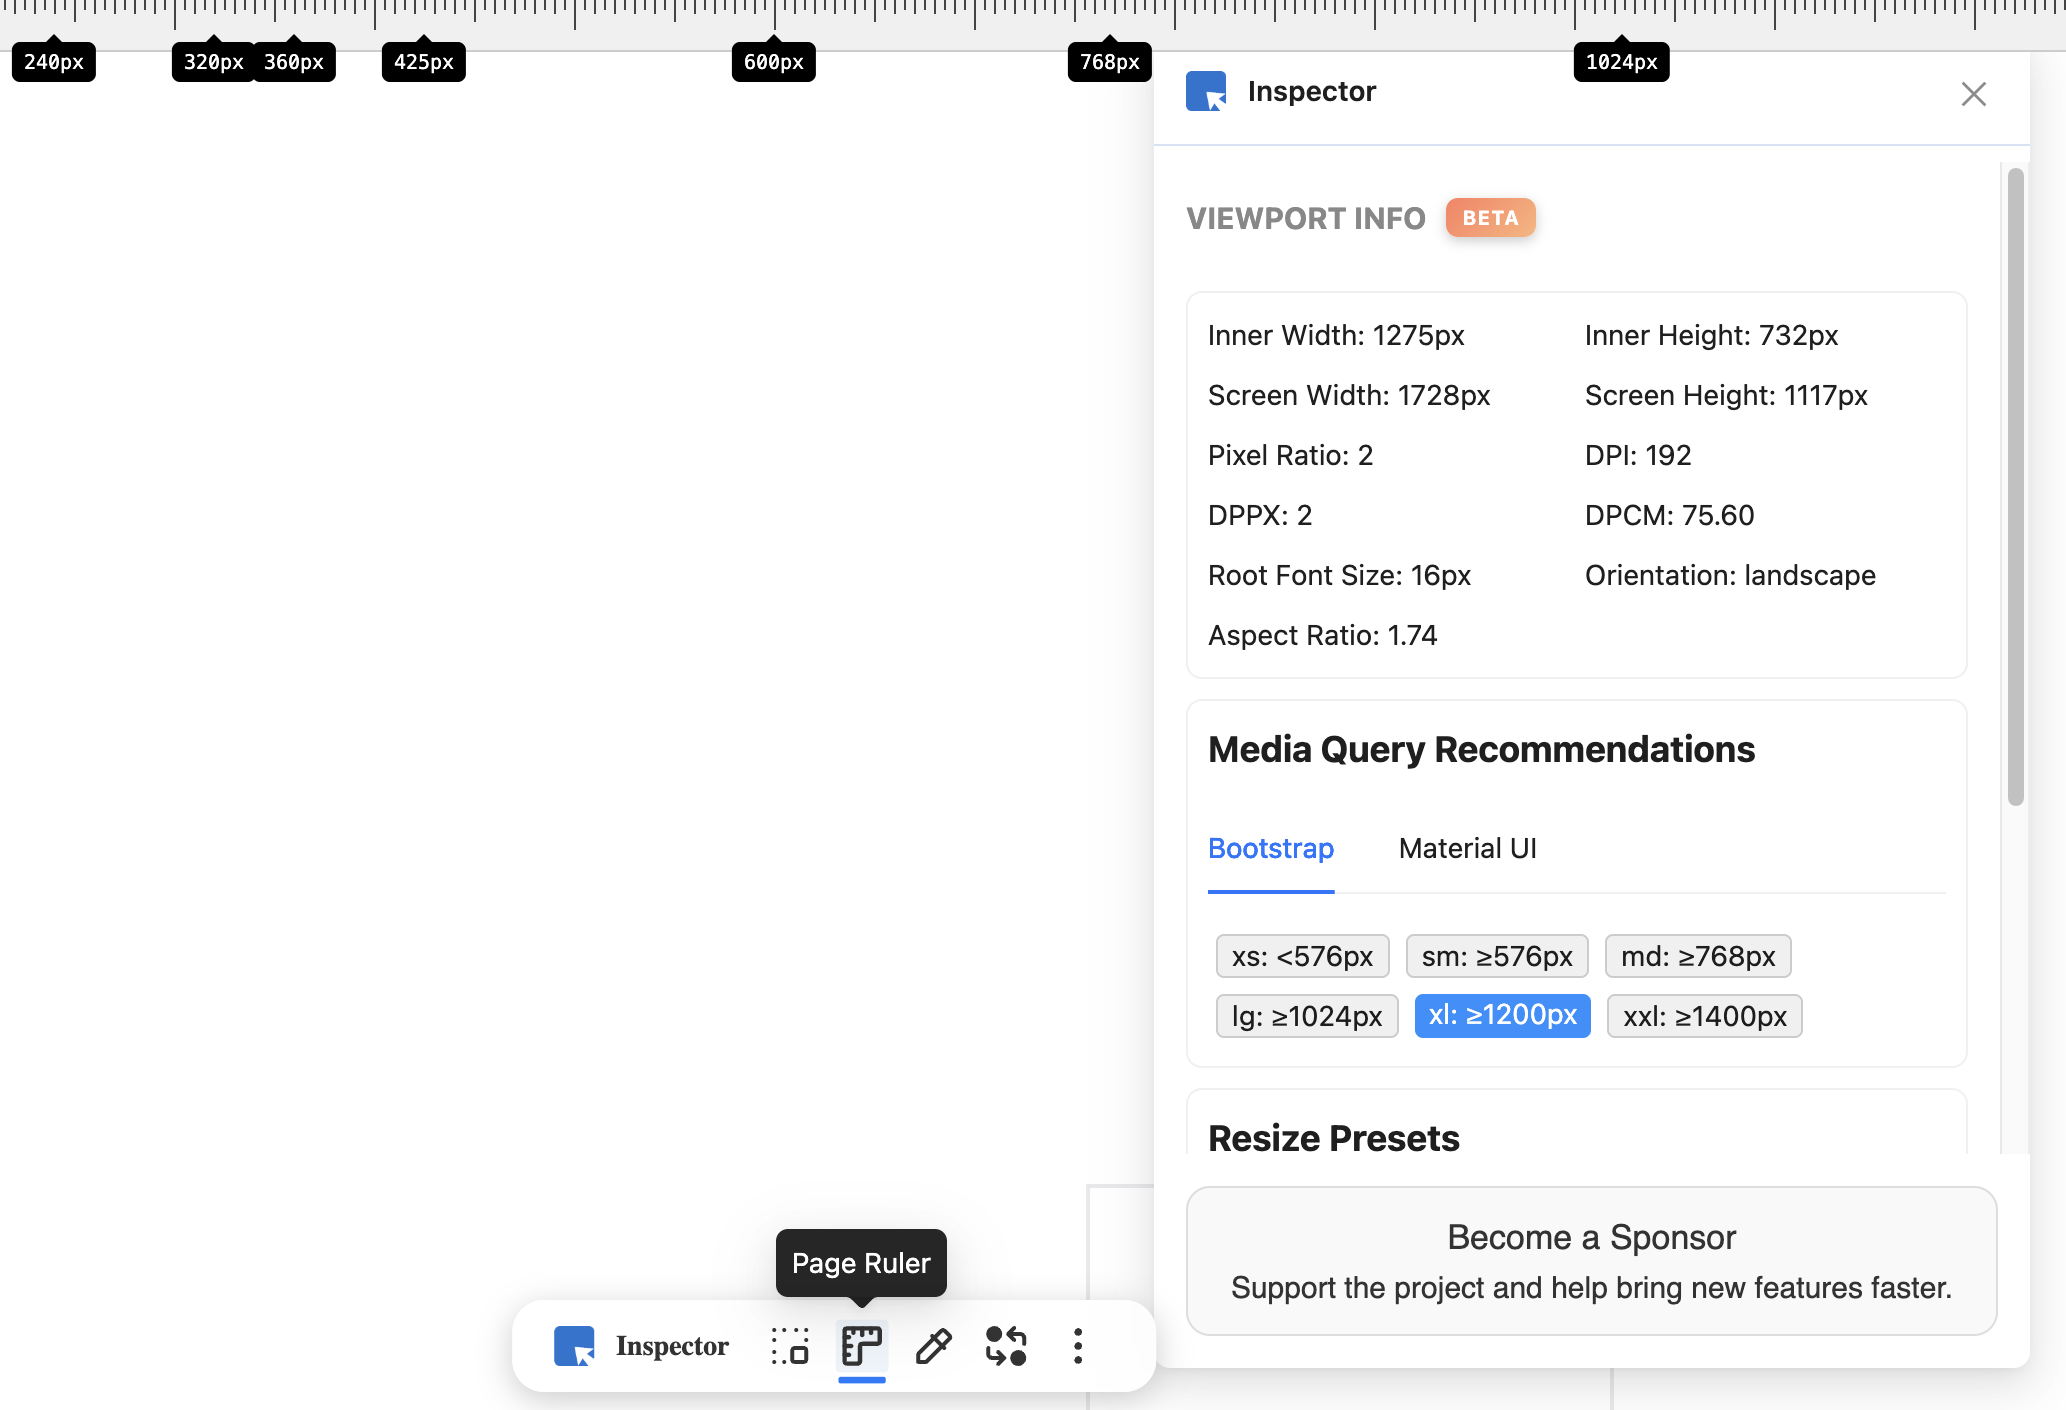 240px 320px 360px 425px 600px 768px 1024px
Inspector
VIEWPORT INFO BETA
Inner Width: 1275px Inner Height: 732px
Screen Width: 1728px Screen Height: 1117px
Pixel Ratio: 2 DPI: 192
DPPX: 2 DPCM: 75.60
Root Font Size: 16px Orientation: landscape
Aspect Ratio: 1.74
Media Query Recommendations
Bootstrap Material UI
xs: <576px sm: ≥576px md: ≥768px
lg: ≥1024px xl: ≥1200px xxl: ≥1400px
Resize Presets
Become a Sponsor
Support the project and help bring new features faster.
Page Ruler
Inspector